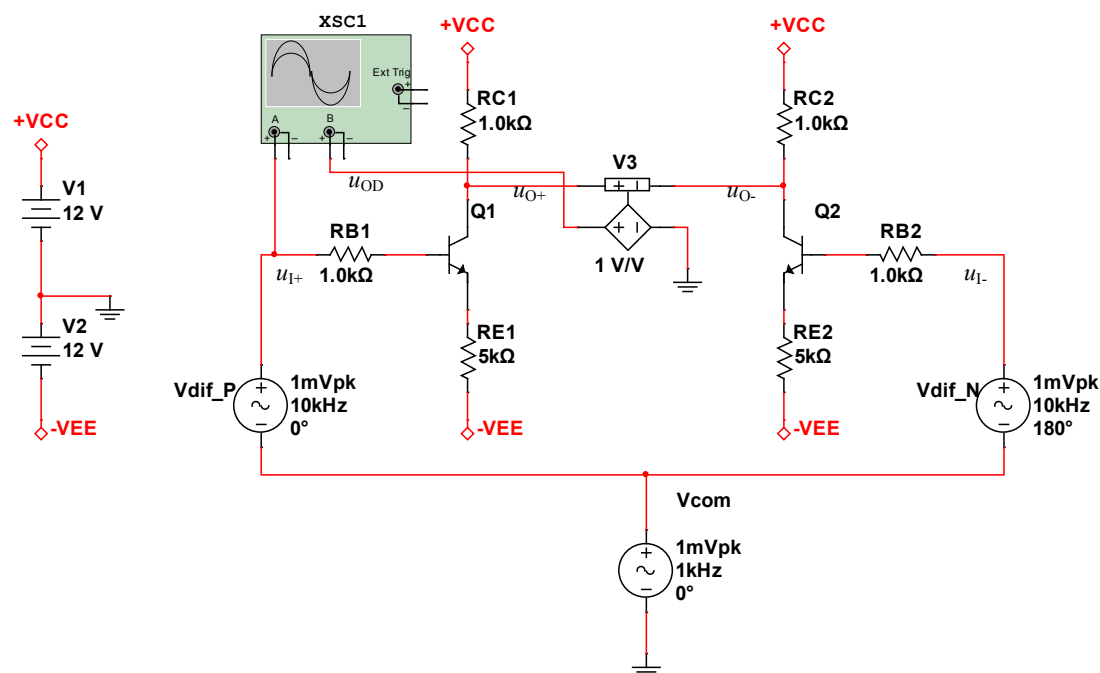 XSC1
Ext Trig
+
−
A
B
+ − + −
+VCC
+VCC
RC1
1.0kΩ
RC2
1.0kΩ
+VCC
V1
12 V
V2
12 V
-VEE
uOD
uO+
V3
+ −
uO-
+ −
1 V/V
Q1
Q2
RB1
1.0kΩ
RB2
1.0kΩ
uI+
uI-
RE1
5kΩ
RE2
5kΩ
Vdif_P
+
−
1mVpk
10kHz
0°
-VEE
-VEE
Vdif_N
+
−
1mVpk
10kHz
180°
Vcom
+
−
1mVpk
1kHz
0°